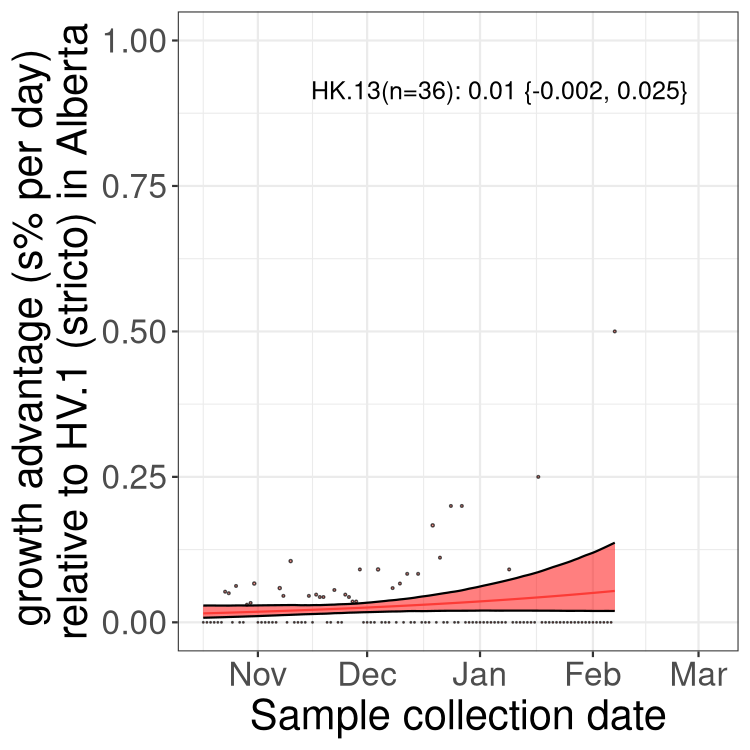 growth advantage (s% per day)
relative to HV.1 (stricto) in Alberta
1.00
0.75
0.50
0.25
0.00
HK.13(n=36): 0.01 {-0.002, 0.025}
Nov Dec Jan Feb Mar
Sample collection date